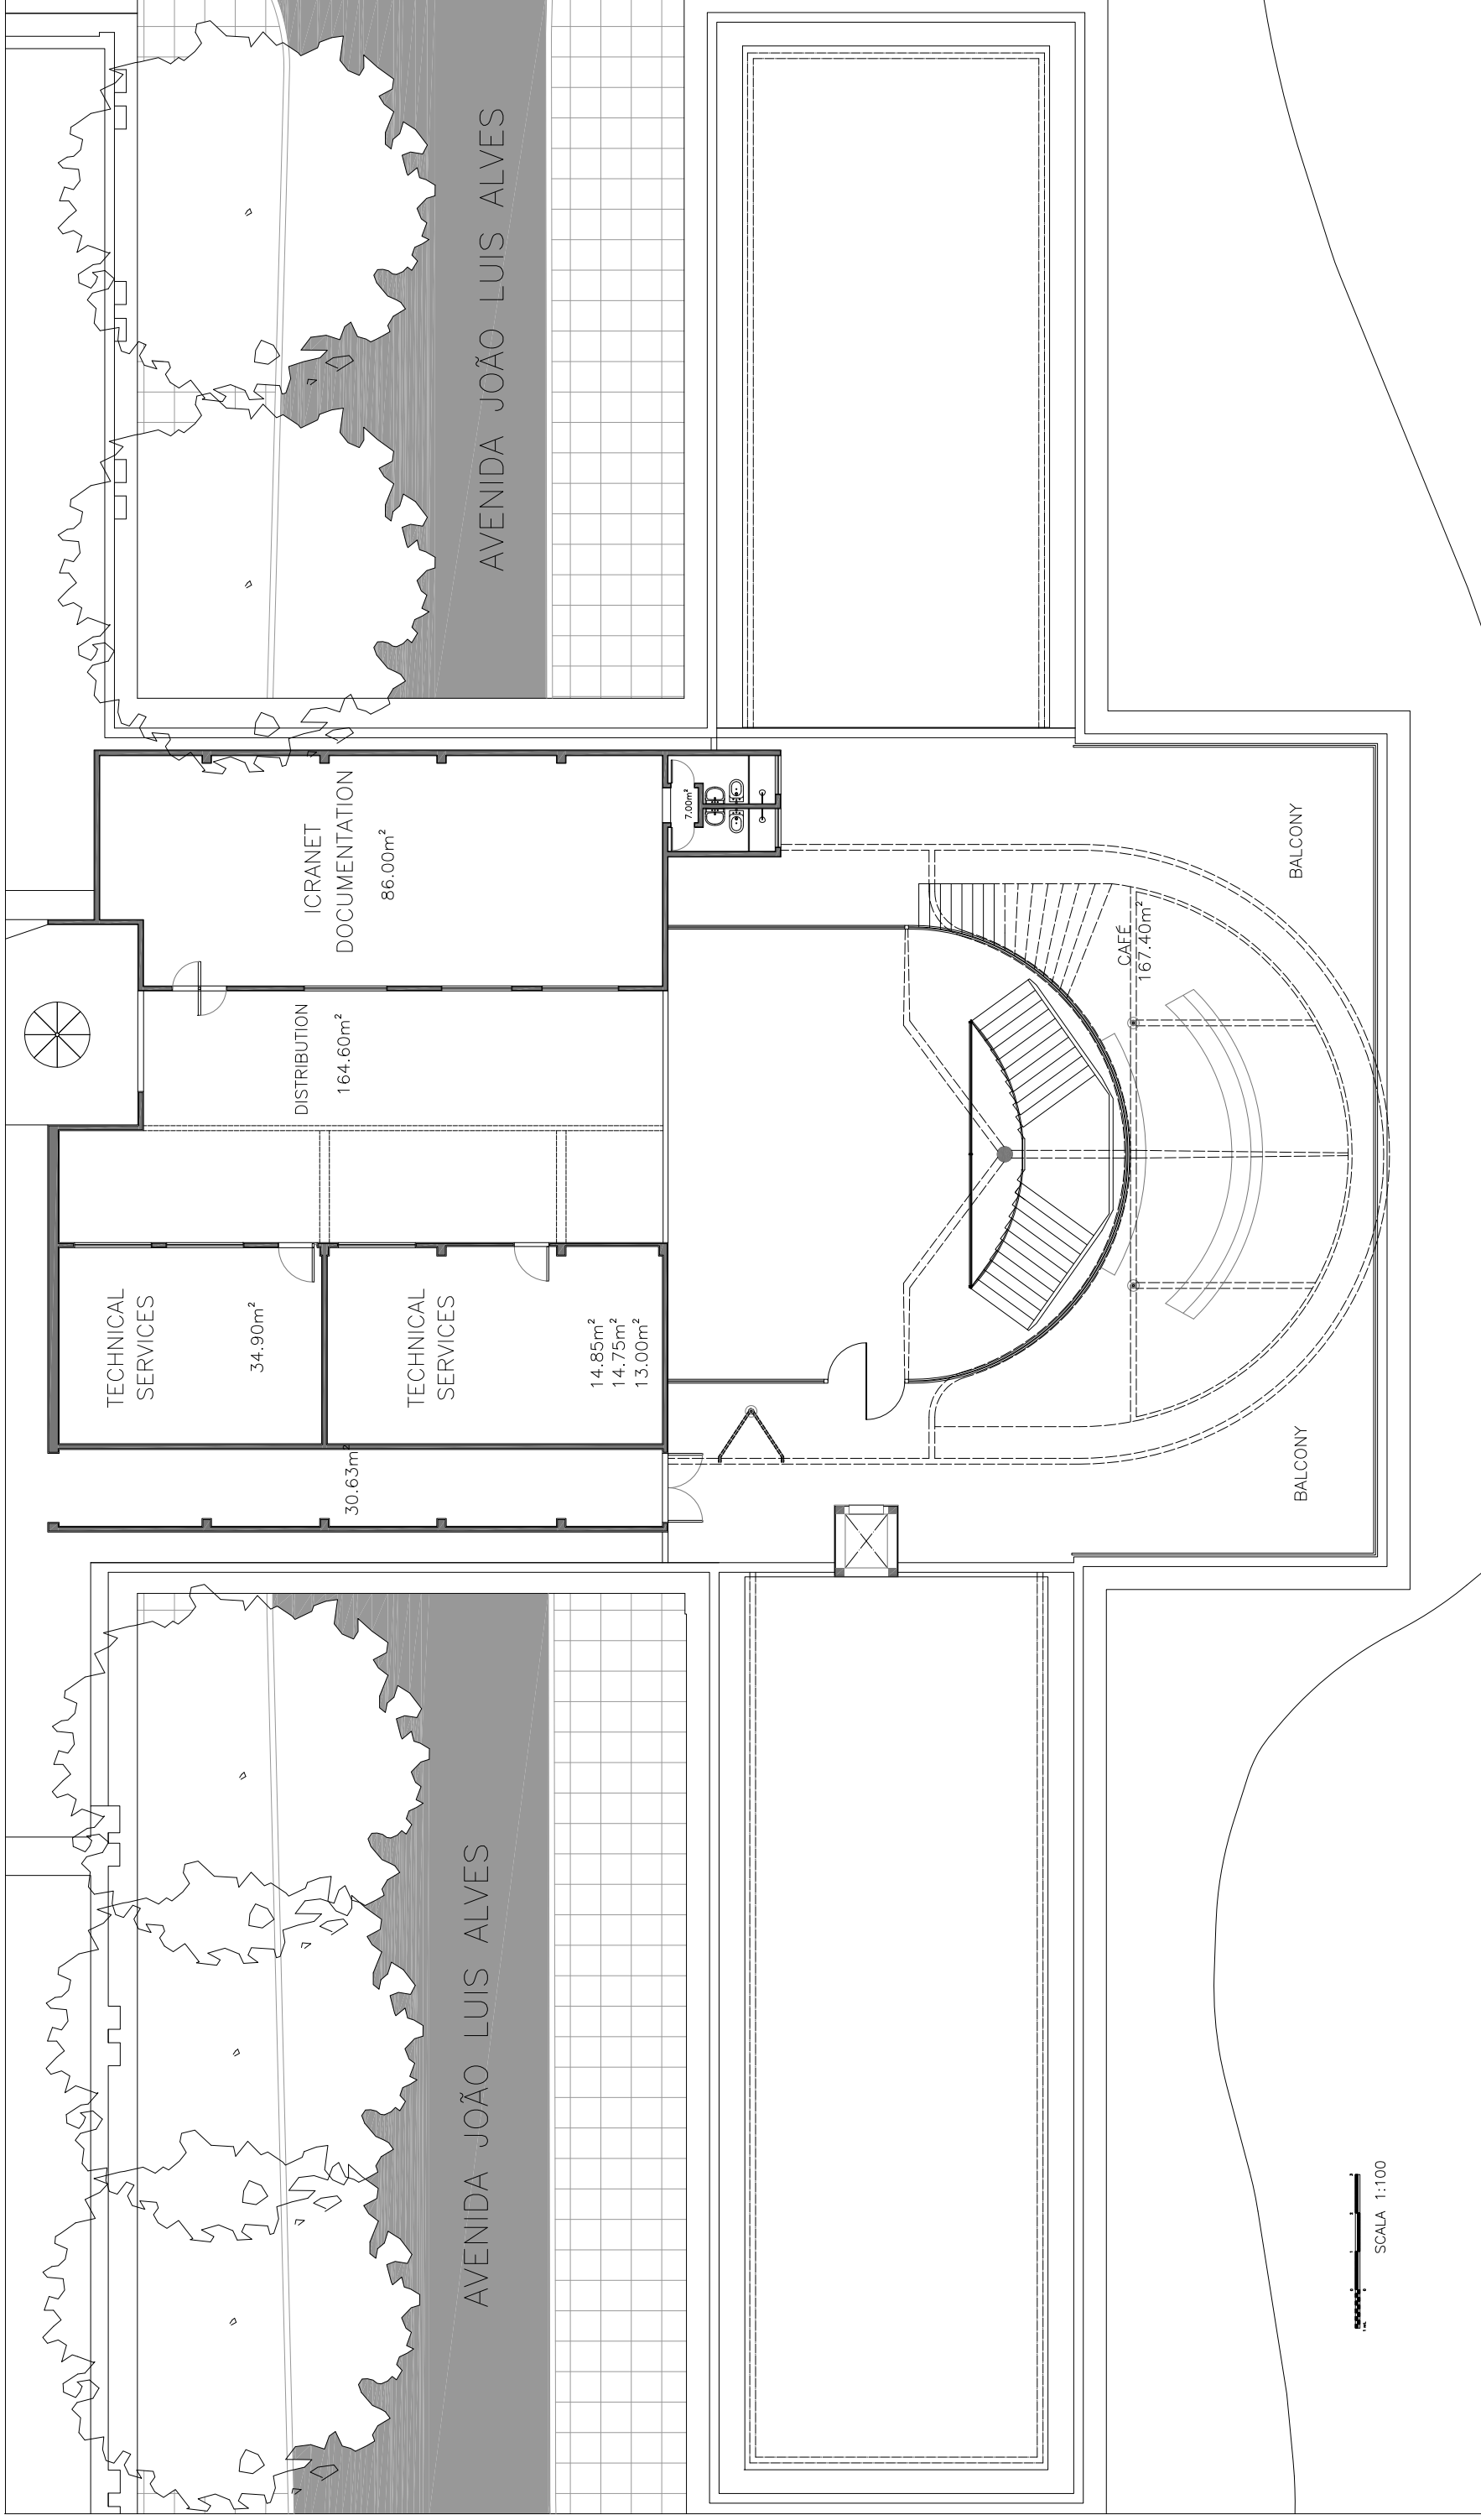 AVENIDA JOÃO LUIS ALVES
ICRANET
DOCUMENTATION
86.00m²
7.00m²
BALCONY
CAFÉ
167.40m²
DISTRIBUTION
164.60m²
TECHNICAL
SERVICES
34.90m²
TECHNICAL
SERVICES
14.85m²
14.75m²
13.00m²
30.63m²
BALCONY
AVENIDA JOÃO LUIS ALVES
SCALA 1:100